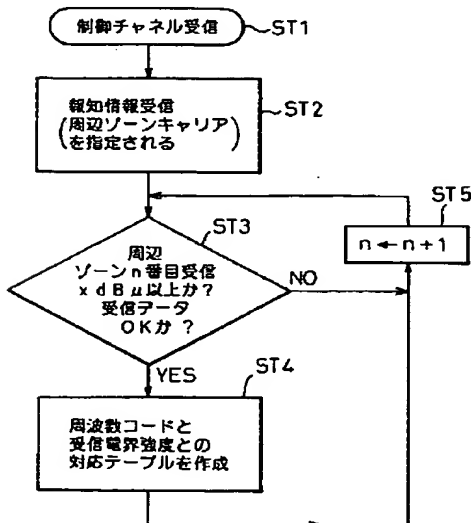 制御チャネル受信
ST1
報知情報受信
(周辺ゾーンキャリア)
を指定される
ST2
ST5
n←n+1
ST3
周辺
ゾーンn番目受信
xdBμ以上か?
受信データ
OKか?
NO
YES
ST4
周波数コードと
受信電界強度との
対応テーブルを作成